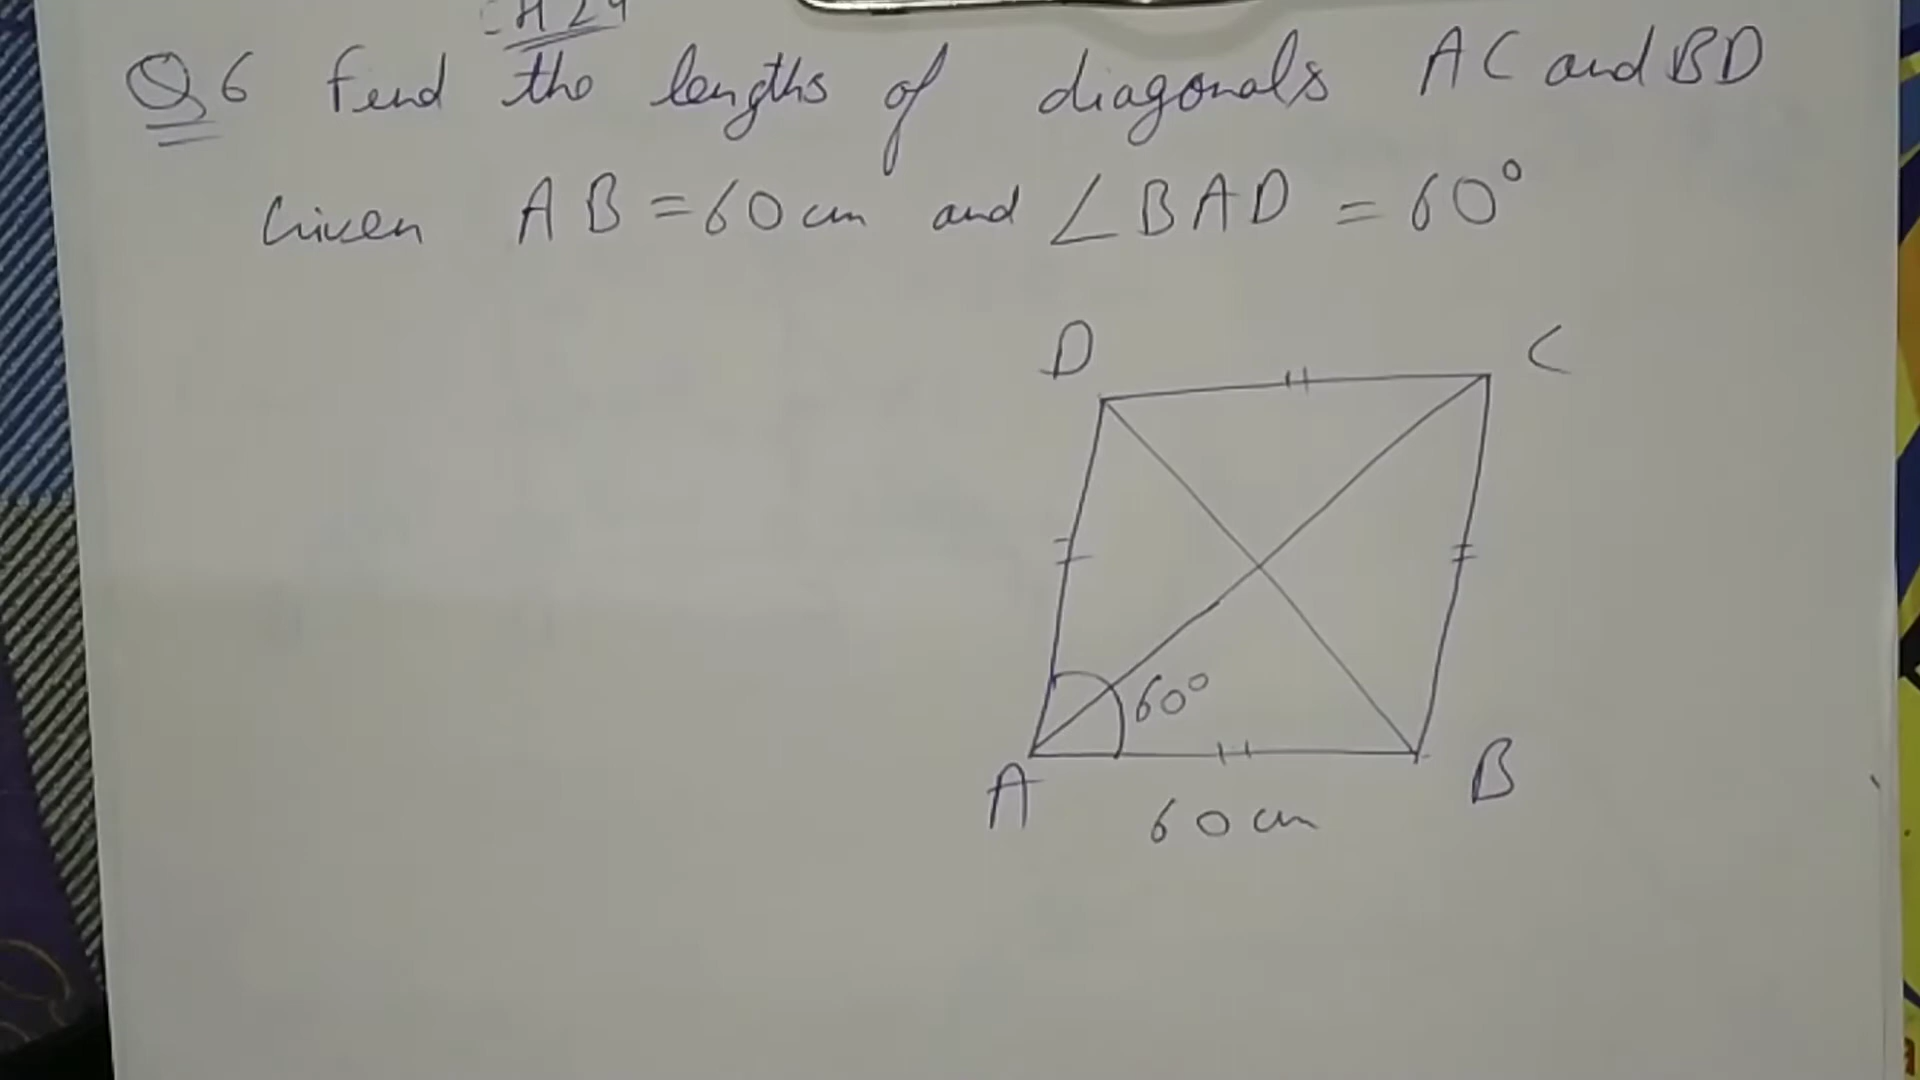 CH24
Q6 Find the lengths of diagonals AC and BD
Given AB = 60 cm and ∠BAD = 60°
D C
60°
A B
60 cm